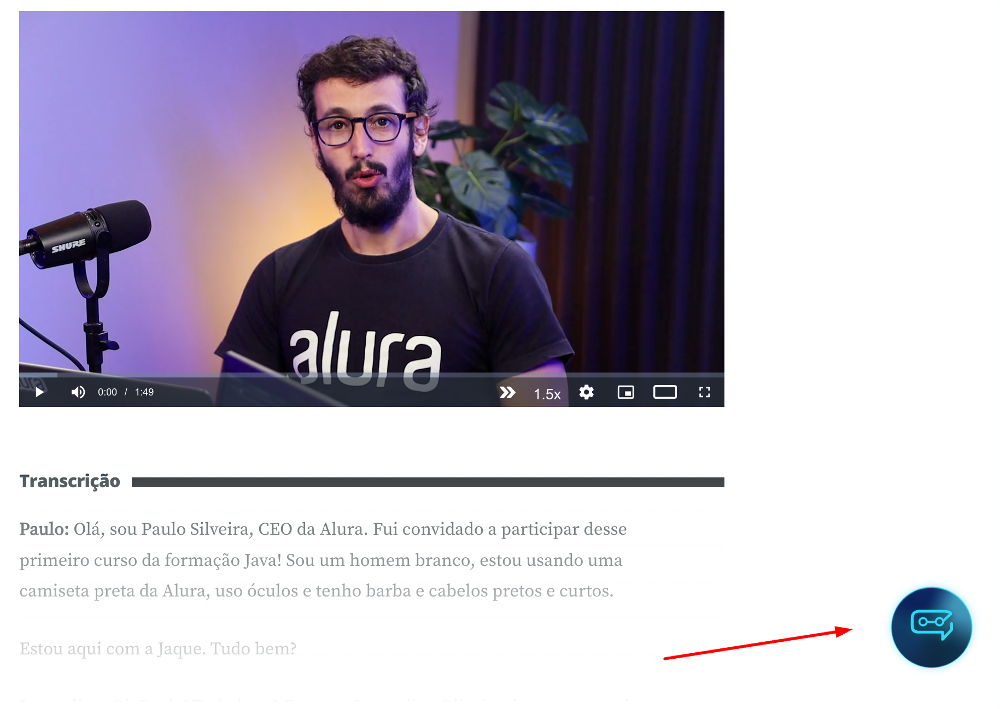 SHURE
alura
0:00 / 1:49
1.5x
Transcrição
Paulo: Olá, sou Paulo Silveira, CEO da Alura. Fui convidado a participar desse
primeiro curso da formação Java! Sou um homem branco, estou usando uma
camiseta preta da Alura, uso óculos e tenho barba e cabelos pretos e curtos.
Estou aqui com a Jaque. Tudo bem?